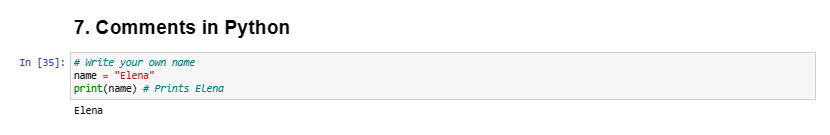 7. Comments in Python
In [35]: # Write your own name
name = "Elena"
print(name) # Prints Elena
Elena